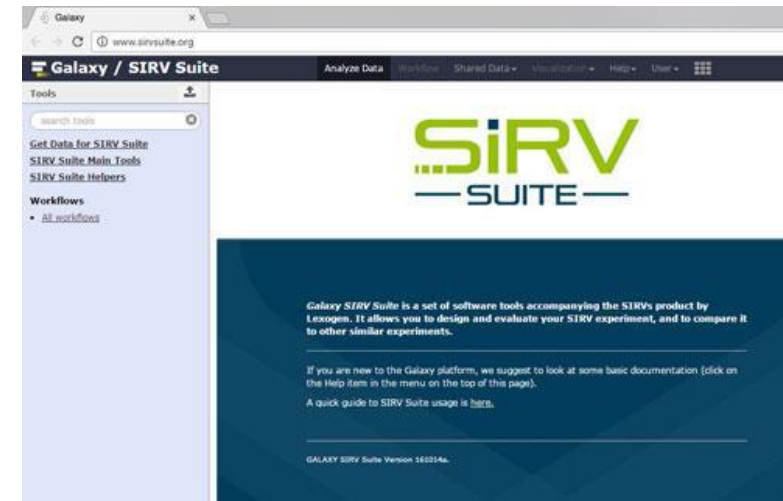 Galaxy
www.sirvsuite.org
Galaxy / SIRV Suite
Analyze Data Workflow Shared Data Visualization Help User
Tools
search tools
Get Data for SIRV Suite
SIRV Suite Main Tools
SIRV Suite Helpers
Workflows
All workflows
SiRV
SUITE
Galaxy SIRV Suite is a set of software tools accompanying the SIRVs product by
Lexogen. It allows you to design and evaluate your SIRV experiment, and to compare it
to other similar experiments.
If you are new to the Galaxy platform, we suggest to look at some basic documentation (click on
the Help item in the menu on the top of this page).
A quick guide to SIRV Suite usage is here.
GALAXY SIRV Suite Version 160214a.